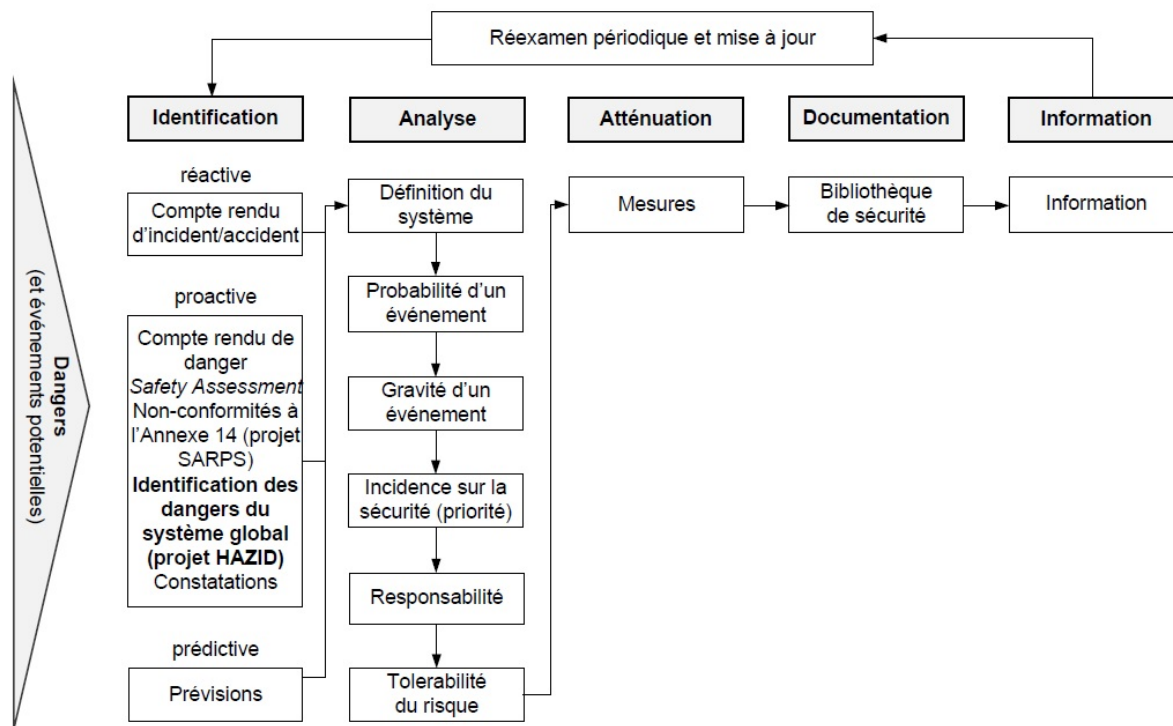 Réexamen périodique et mise à jour
Identification
Analyse
Atténuation
Documentation
Information
réactive
Compte rendu
d'incident/accident
proactive
Compte rendu de
danger
Safety Assessment
Non-conformités à
l'Annexe 14 (projet
SARPS)
Identification des
dangers du
système global
(projet HAZID)
Constatations
prédictive
Prévisions
Définition du
système
Probabilité d'un
événement
Gravité d'un
événement
Incidence sur la
sécurité (priorité)
Responsabilité
Tolerabilité
du risque
Mesures
Bibliothèque
de sécurité
Information
Dangers
(et événements potentielles)